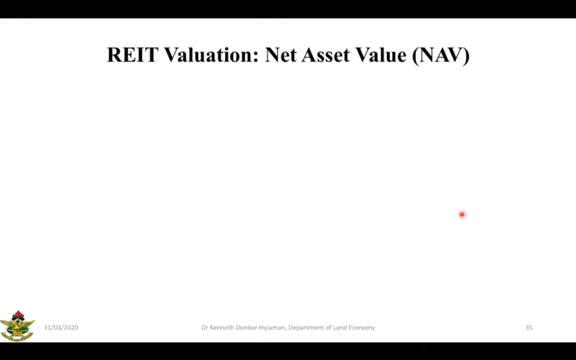 REIT Valuation: Net Asset Value (NAV)
31/03/2020
Dr Kenneth Donkor-Hyiaman, Department of Land Economy
35